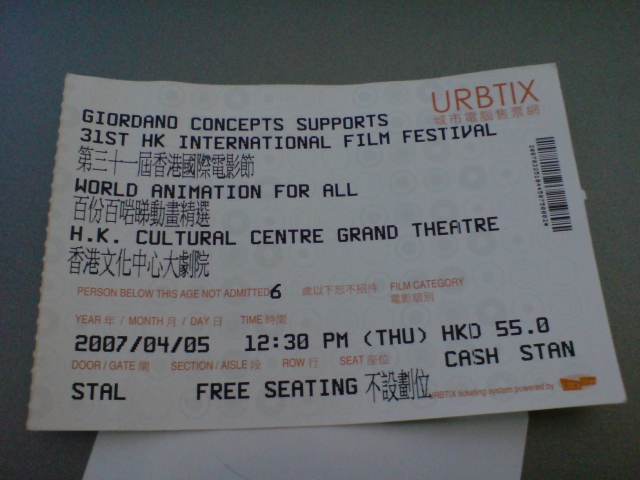 URBTIX
城市電腦售票網
GIORDANO CONCEPTS SUPPORTS
31ST HK INTERNATIONAL FILM FESTIVAL
第三十一屆香港國際電影節
WORLD ANIMATION FOR ALL
百份百啱睇動畫精選
H.K. CULTURAL CENTRE GRAND THEATRE
香港文化中心大劇院
PERSON BELOW THIS AGE NOT ADMITTED 6 歲以下恕不招待 FILM CATEGORY
電影級別
YEAR 年 / MONTH 月 / DAY 日 TIME 時間
2007/04/05 12:30 PM (THU) HKD 55.0
DOOR / GATE 閘 SECTION / AISLE 段 ROW 行 SEAT 座位 CASH STAN
STAL FREE SEATING 不設劃位
URBTIX ticketing system powered by